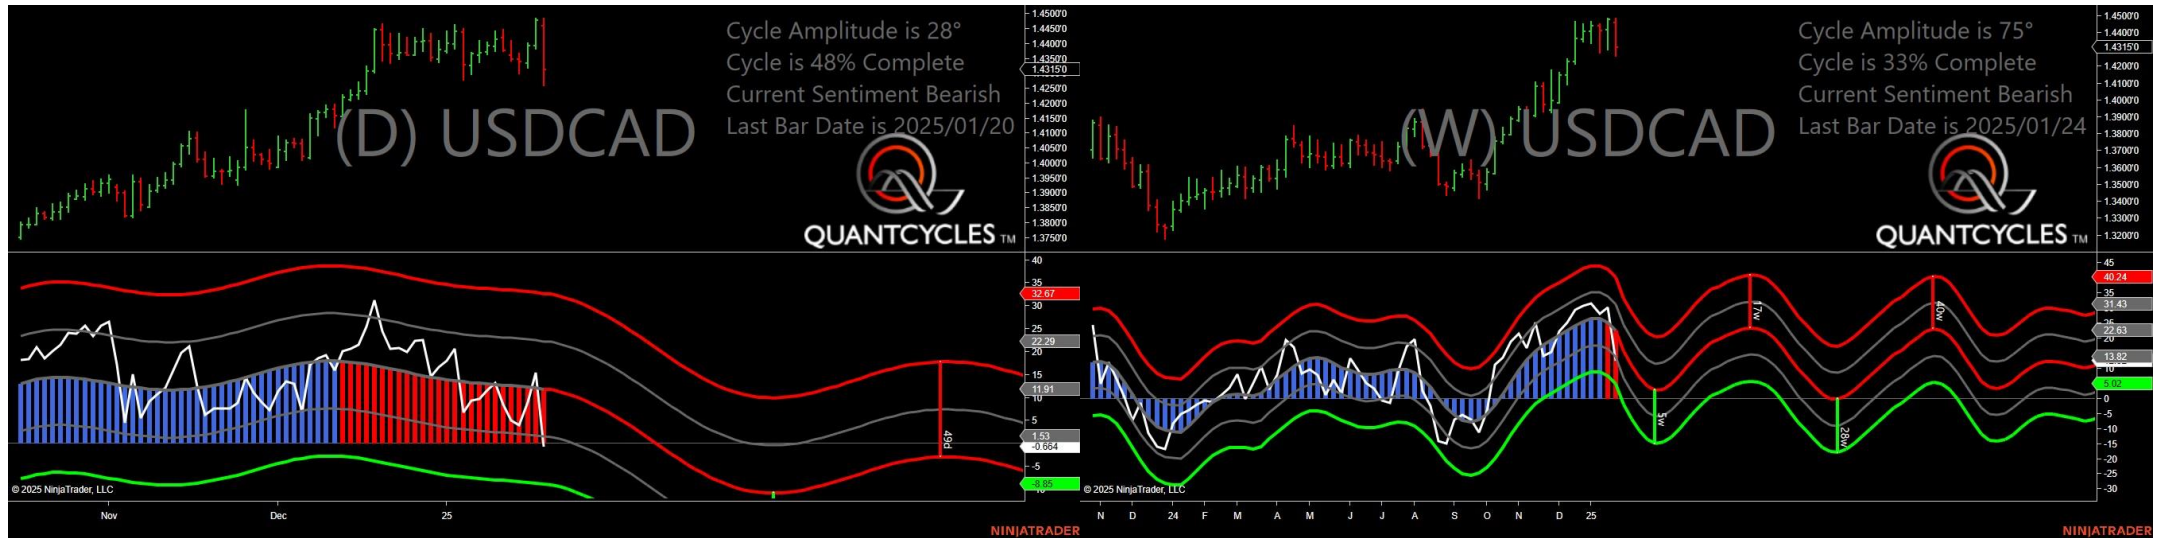 Cycle Amplitude is 28°
Cycle is 48% Complete
Current Sentiment Bearish
Last Bar Date is 2025/01/20
(D) USDCAD
QUANTCYCLES TM
1.4500'0
1.4450'0
1.4400'0
1.4315'0
1.4250'0
1.4200'0
1.4150'0
1.4100'0
1.4050'0
1.4000'0
1.3950'0
1.3900'0
1.3850'0
1.3800'0
1.3750'0
40
35
32.67
30
25
22.29
20
15
11.91
10
5
1.53
-0.664
-5
-8.85
49d
© 2025 NinjaTrader, LLC
Nov
Dec
25
NINJATRADER
Cycle Amplitude is 75°
Cycle is 33% Complete
Current Sentiment Bearish
Last Bar Date is 2025/01/24
(W) USDCAD
QUANTCYCLES TM
1.4500'0
1.4400'0
1.4315'0
1.4200'0
1.4100'0
1.4000'0
1.3900'0
1.3800'0
1.3700'0
1.3600'0
1.3500'0
1.3400'0
1.3300'0
1.3200'0
45
40.24
35
31.43
25
22.63
20
13.82
10
5.02
0
-5
-10
-15
-20
-25
-30
5w
17w
28w
40w
© 2025 NinjaTrader, LLC
N
D
24
F
M
A
M
J
J
A
S
O
N
D
25
NINJATRADER